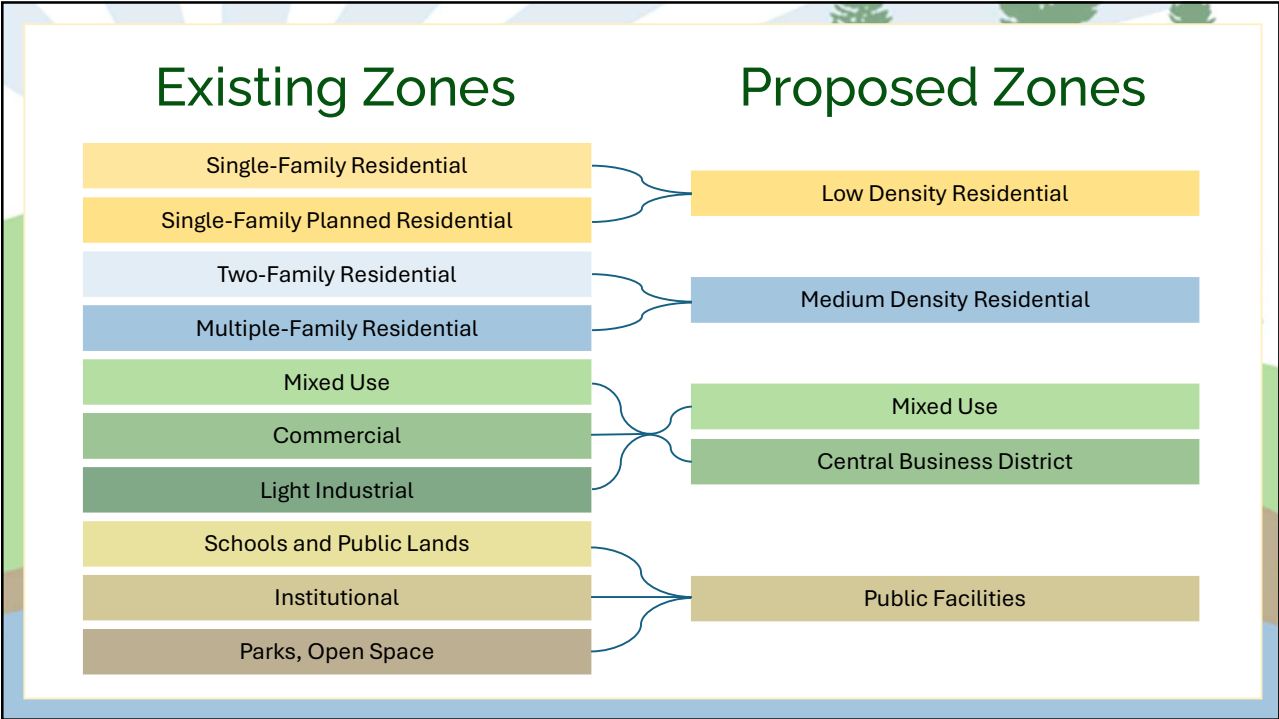 Existing Zones
Proposed Zones
Single-Family Residential
Single-Family Planned Residential
Two-Family Residential
Multiple-Family Residential
Mixed Use
Commercial
Light Industrial
Schools and Public Lands
Institutional
Parks, Open Space
Low Density Residential
Medium Density Residential
Mixed Use
Central Business District
Public Facilities